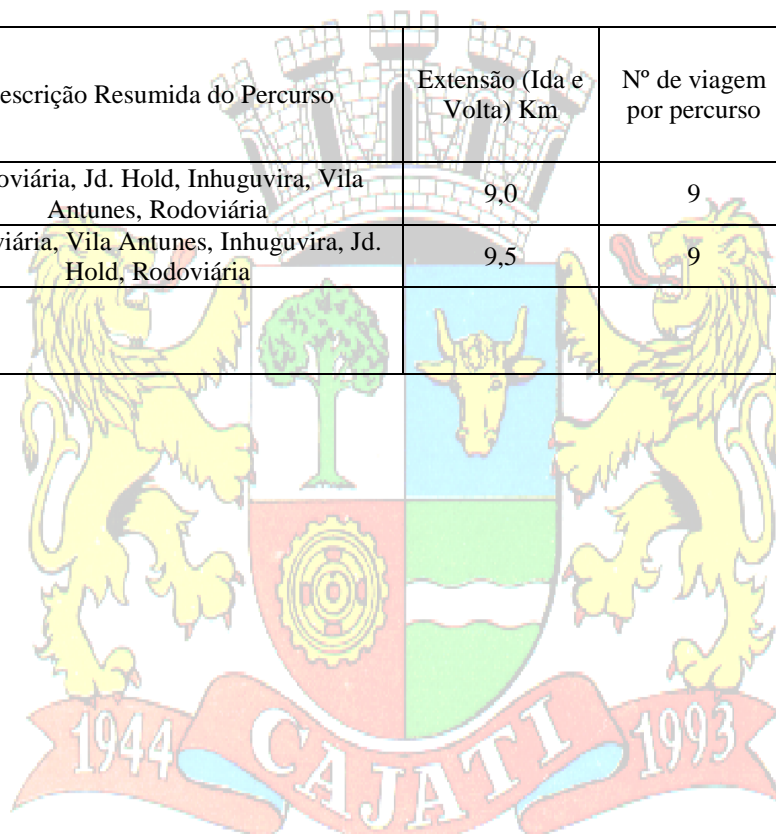 escrição Resumida do Percurso
Extensão (Ida e
Volta) Km
Nº de viagem
por percurso
oviária, Jd. Hold, Inhuguvira, Vila
Antunes, Rodoviária
9,0
9
iária, Vila Antunes, Inhuguvira, Jd.
Hold, Rodoviária
9,5
9
1944
CAJATI
1993